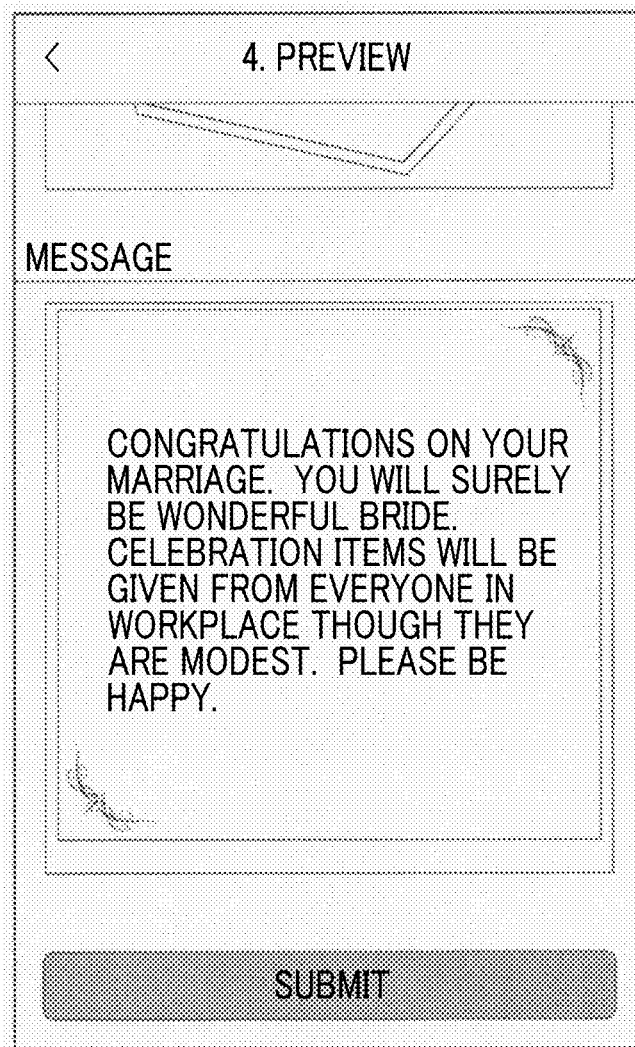 4. PREVIEW
MESSAGE
CONGRATULATIONS ON YOUR
MARRIAGE. YOU WILL SURELY
BE WONDERFUL BRIDE.
CELEBRATION ITEMS WILL BE
GIVEN FROM EVERYONE IN
WORKPLACE THOUGH THEY
ARE MODEST. PLEASE BE
HAPPY.
SUBMIT